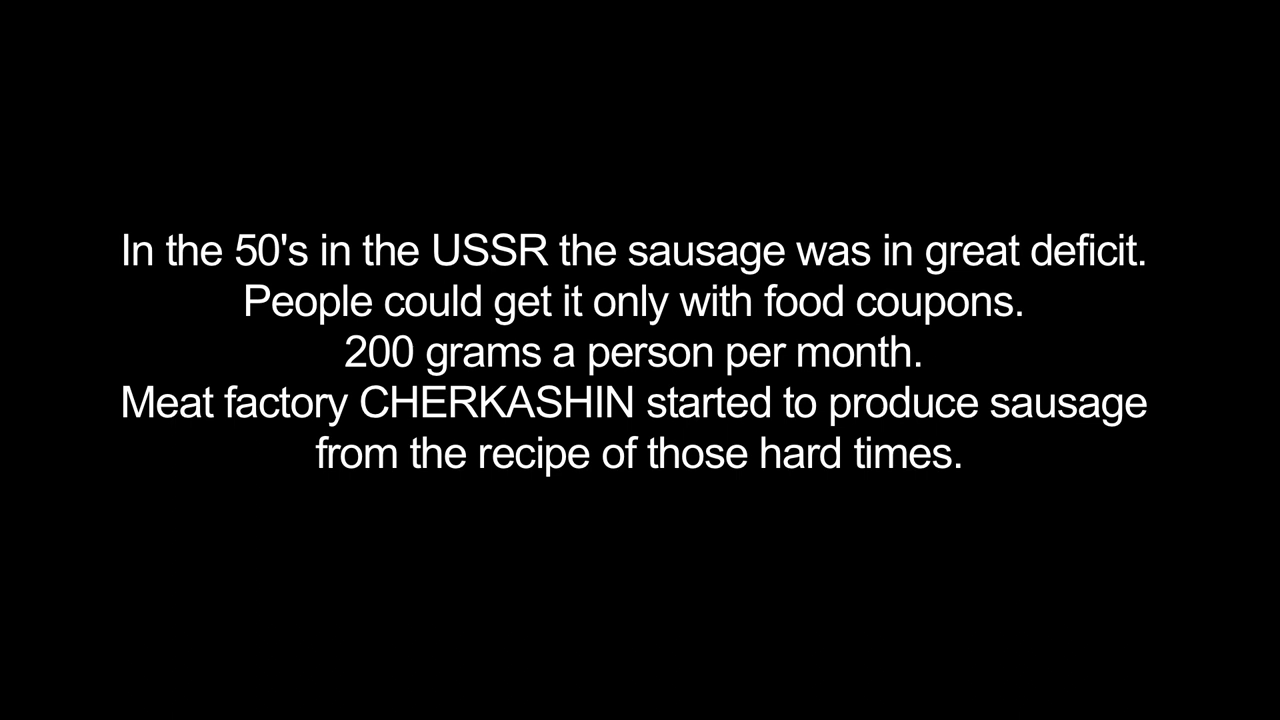 In the 50's in the USSR the sausage was in great deficit.
People could get it only with food coupons.
200 grams a person per month.
Meat factory CHERKASHIN started to produce sausage
from the recipe of those hard times.